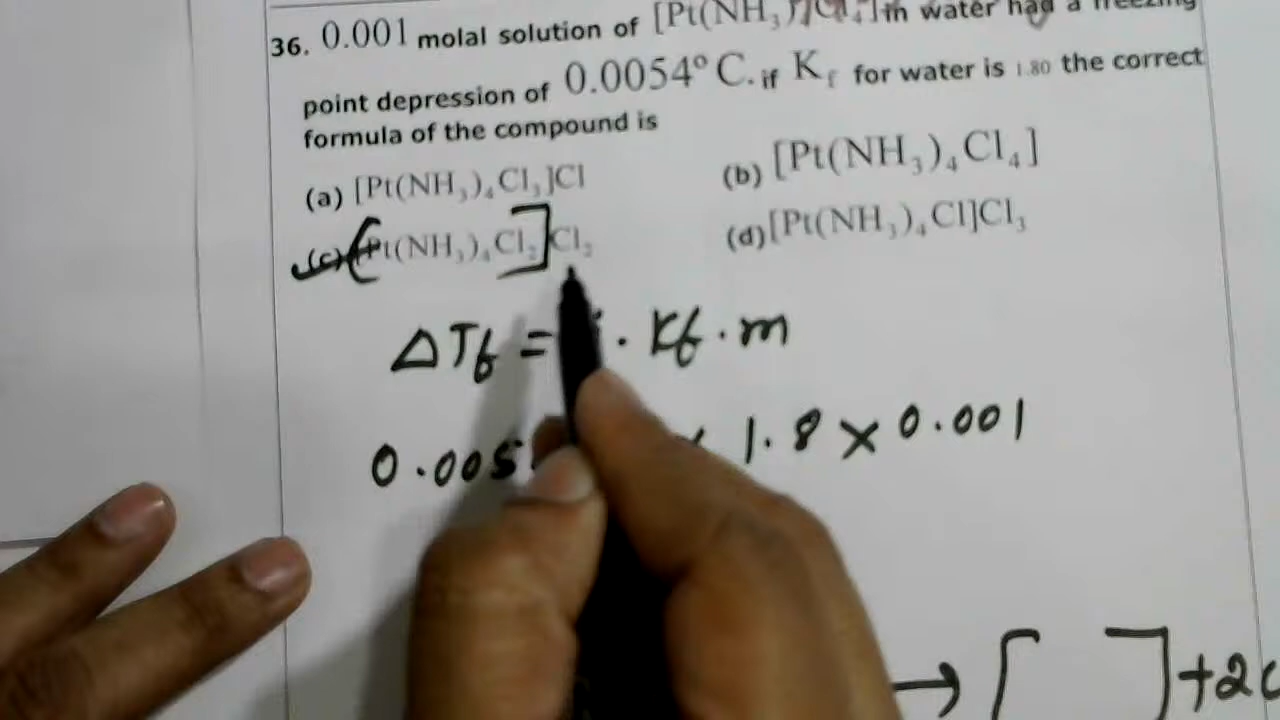 36. 0.001 molal solution of [Pt(NH₃)₄Cl₄] in water had a freezing
point depression of 0.0054° C. if K_f for water is 1.80 the correct
formula of the compound is
(a) [Pt(NH₃)₄Cl₃]Cl
(b) [Pt(NH₃)₄Cl₄]
(c) [Pt(NH₃)₄Cl₂]Cl₂
(d) [Pt(NH₃)₄Cl]Cl₃
ΔTf = i . Kf . m
0.005 1.8 × 0.001
→ [ ] + 2